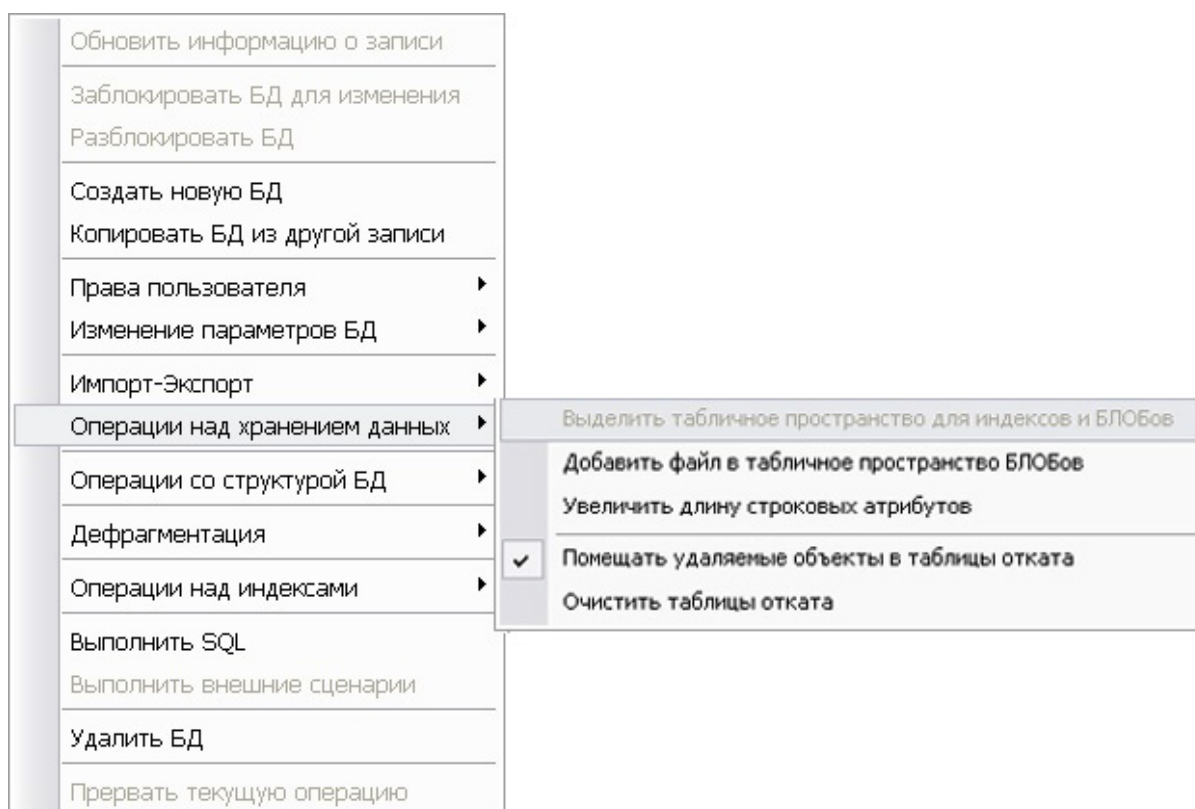 Обновить информацию о записи
Заблокировать БД для изменения
Разблокировать БД
Создать новую БД
Копировать БД из другой записи
Права пользователя
Изменение параметров БД
Импорт-Экспорт
Операции над хранением данных
Выделить табличное пространство для индексов и БЛОБов
Добавить файл в табличное пространство БЛОБов
Увеличить длину строковых атрибутов
Помещать удаляемые объекты в таблицы отката
Очистить таблицы отката
Операции со структурой БД
Дефрагментация
Операции над индексами
Выполнить SQL
Выполнить внешние сценарии
Удалить БД
Прервать текущую операцию